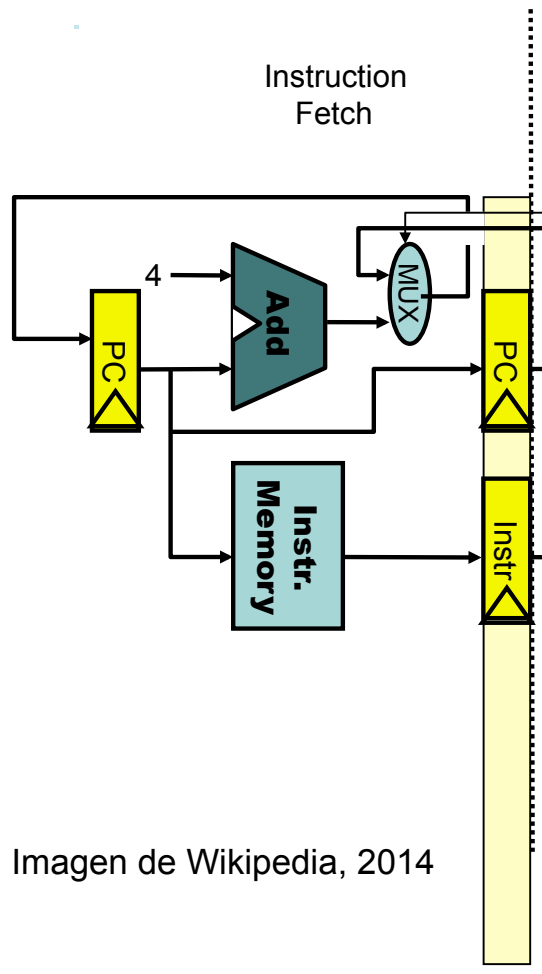 Instruction
Fetch
4
Add
MUX
PC
PC
Instr.
Memory
Instr
Imagen de Wikipedia, 2014